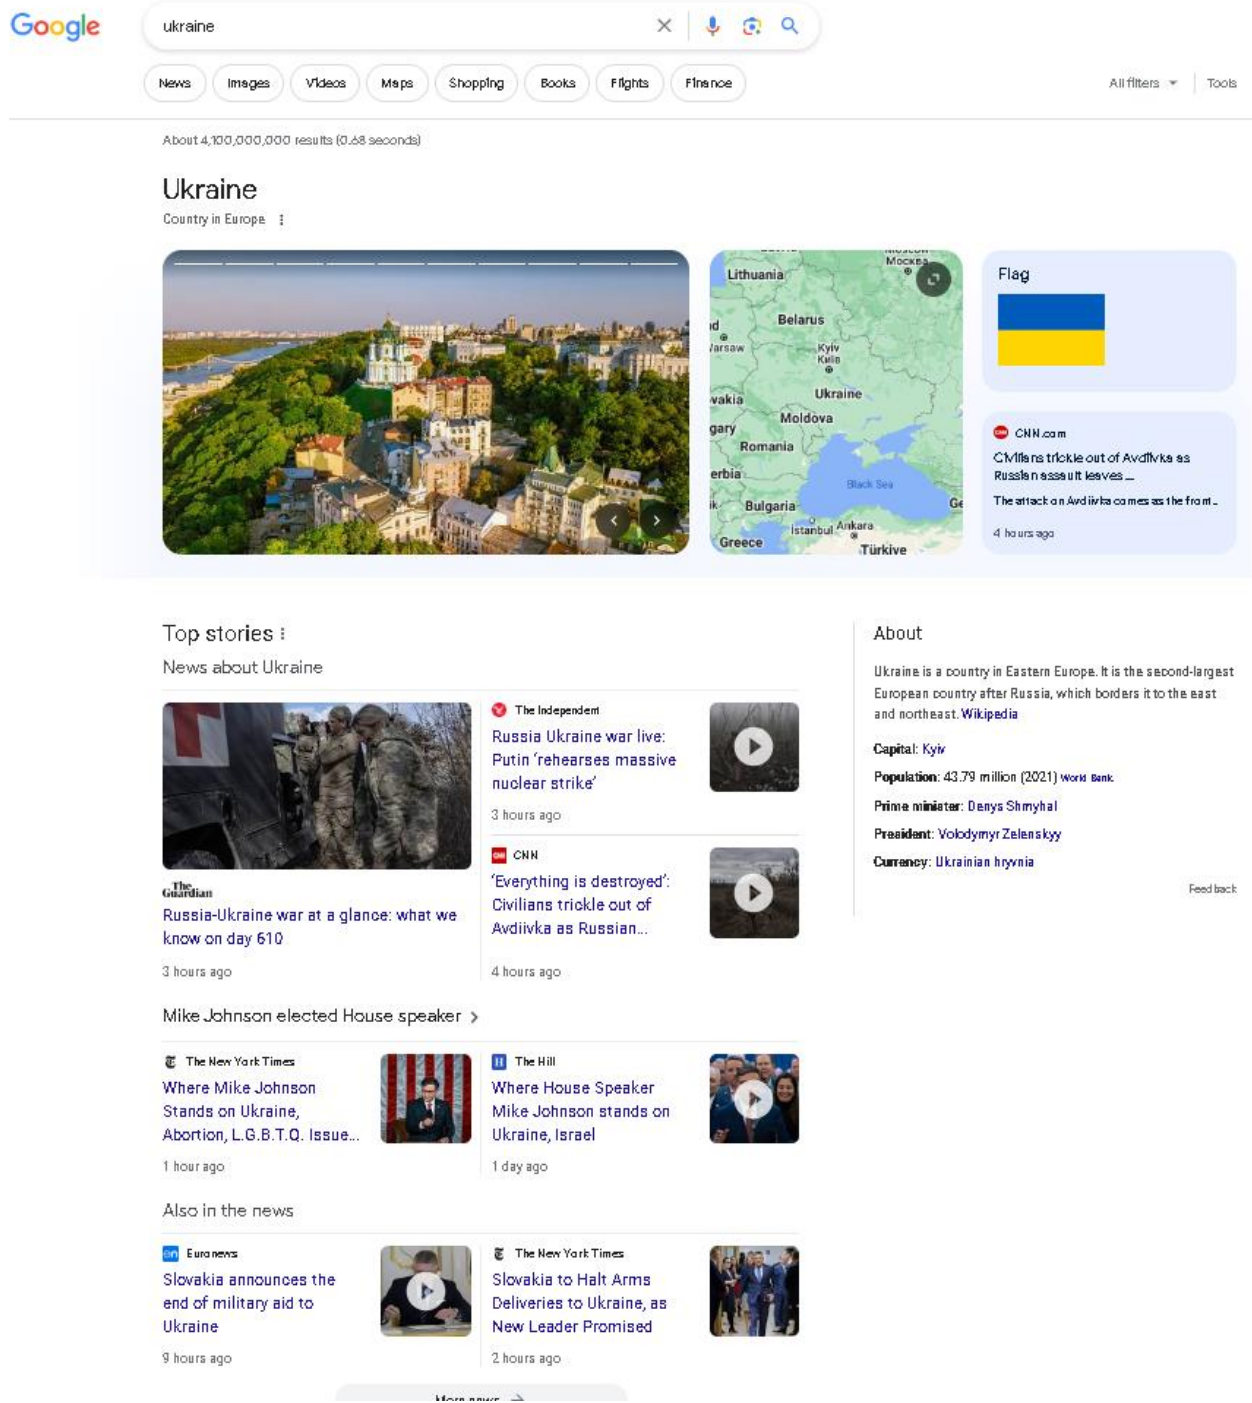 Google
ukraine
News
Images
Videos
Maps
Shopping
Books
Flights
Finance
All filters
Tools
About 4,100,000,000 results (0.68 seconds)
Ukraine
Country in Europe
Lithuania
Москва
Belarus
Kyiv
Київ
Ukraine
Moldova
Romania
Black Sea
Bulgaria
Istanbul
Ankara
Greece
Türkiye
Flag
CNN.com
Civilians trickle out of Avdiivka as
Russian assault leaves ...
The attack on Avdiivka comes as the front...
4 hours ago
Top stories
News about Ukraine
The Guardian
Russia-Ukraine war at a glance: what we
know on day 610
3 hours ago
The Independent
Russia Ukraine war live:
Putin ‘rehearses massive
nuclear strike’
3 hours ago
CNN
‘Everything is destroyed’:
Civilians trickle out of
Avdiivka as Russian...
4 hours ago
Mike Johnson elected House speaker
The New York Times
Where Mike Johnson
Stands on Ukraine,
Abortion, L.G.B.T.Q. Issue...
1 hour ago
The Hill
Where House Speaker
Mike Johnson stands on
Ukraine, Israel
1 day ago
Also in the news
Euronews
Slovakia announces the
end of military aid to
Ukraine
9 hours ago
The New York Times
Slovakia to Halt Arms
Deliveries to Ukraine, as
New Leader Promised
2 hours ago
More news
About
Ukraine is a country in Eastern Europe. It is the second-largest
European country after Russia, which borders it to the east
and northeast. Wikipedia
Capital: Kyiv
Population: 43.79 million (2021) World Bank
Prime minister: Denys Shmyhal
President: Volodymyr Zelenskyy
Currency: Ukrainian hryvnia
Feedback